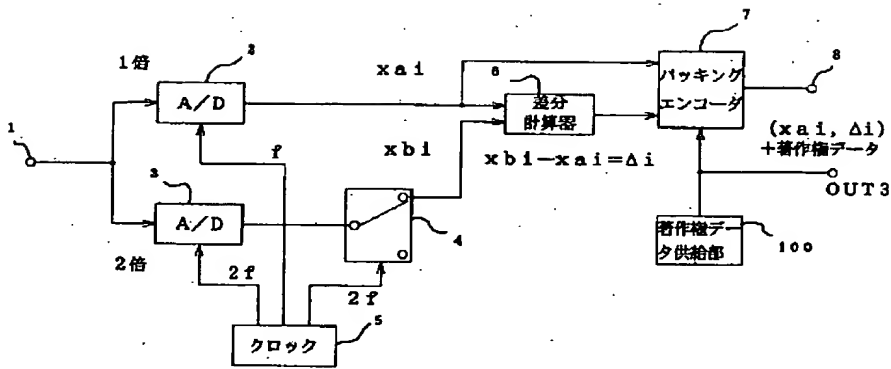 1倍
2
A/D
xai
1
f
3
A/D
2倍
2f
2f
クロック
5
4
xbi
6
差分
計算器
xbi-xai=Δi
7
パッキング
エンコーダ
8
(xai, Δi)
+著作権データ
OUT3
著作権デー
タ供給部
100